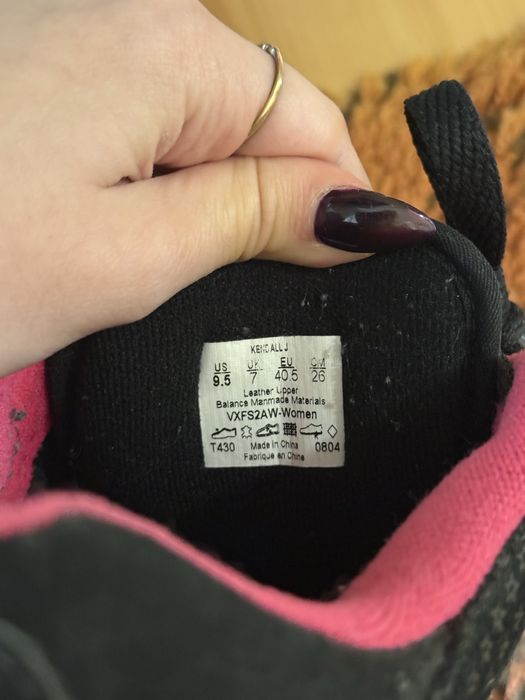 KENDALL J
US UK EU CM
9.5 7 40.5 26
Leather Upper
Balance Manmade Materials
VXFS2AW-Women
T430 Made in China 0804
Fabrique en Chine